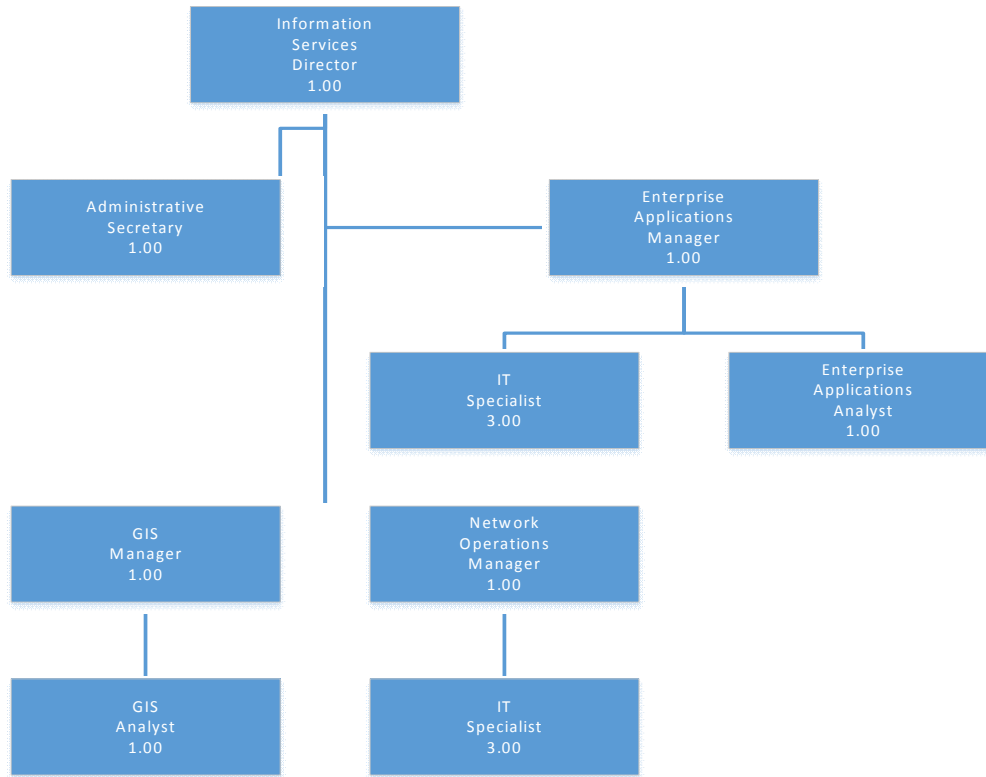 Information
Services
Director
1.00
Administrative
Secretary
1.00
Enterprise
Applications
Manager
1.00
IT
Specialist
3.00
Enterprise
Applications
Analyst
1.00
GIS
Manager
1.00
Network
Operations
Manager
1.00
GIS
Analyst
1.00
IT
Specialist
3.00